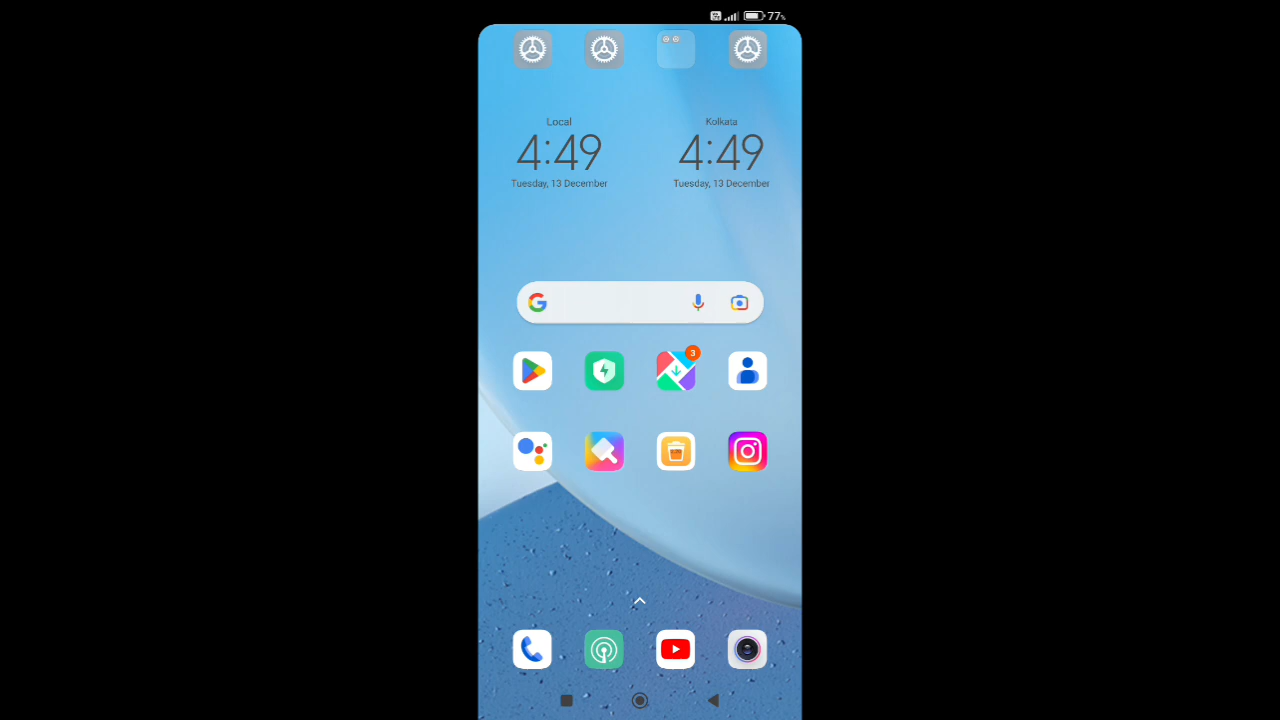 77%
Local
Kolkata
4:49
4:49
Tuesday, 13 December
Tuesday, 13 December
3